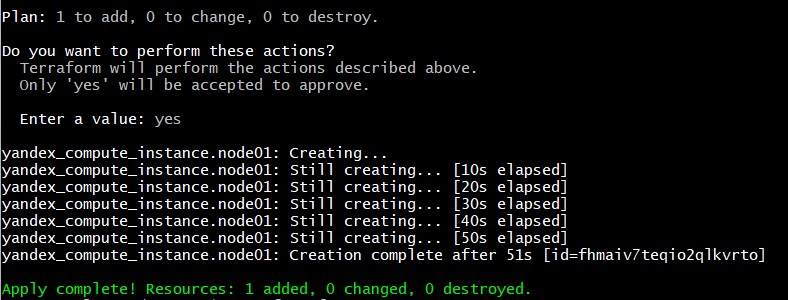 Plan: 1 to add, 0 to change, 0 to destroy.
Do you want to perform these actions?
Terraform will perform the actions described above.
Only 'yes' will be accepted to approve.
Enter a value: yes
yandex_compute_instance.node01: Creating...
yandex_compute_instance.node01: Still creating... [10s elapsed]
yandex_compute_instance.node01: Still creating... [20s elapsed]
yandex_compute_instance.node01: Still creating... [30s elapsed]
yandex_compute_instance.node01: Still creating... [40s elapsed]
yandex_compute_instance.node01: Still creating... [50s elapsed]
yandex_compute_instance.node01: Creation complete after 51s [id=fhmaiv7teqio2qlkvrto]
Apply complete! Resources: 1 added, 0 changed, 0 destroyed.